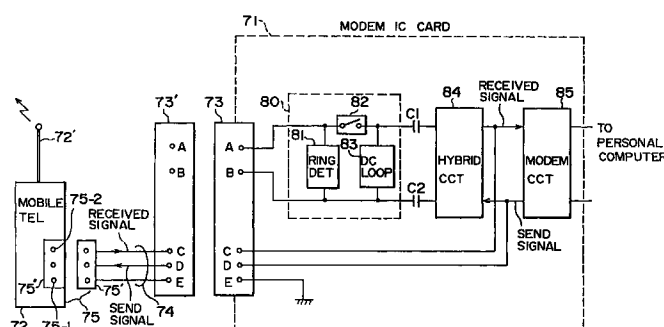 71
MODEM IC CARD
72'
MOBILE
TEL
75-2
75"
72
75-1
75
75'
RECEIVED
SIGNAL
SEND
SIGNAL
74
73'
A
B
C
D
E
73
A
B
C
D
E
80
82
81
RING
DET
83
DC
LOOP
C1
C2
84
HYBRID
CCT
RECEIVED
SIGNAL
85
MODEM
CCT
SEND
SIGNAL
TO
PERSONAL
COMPUTER